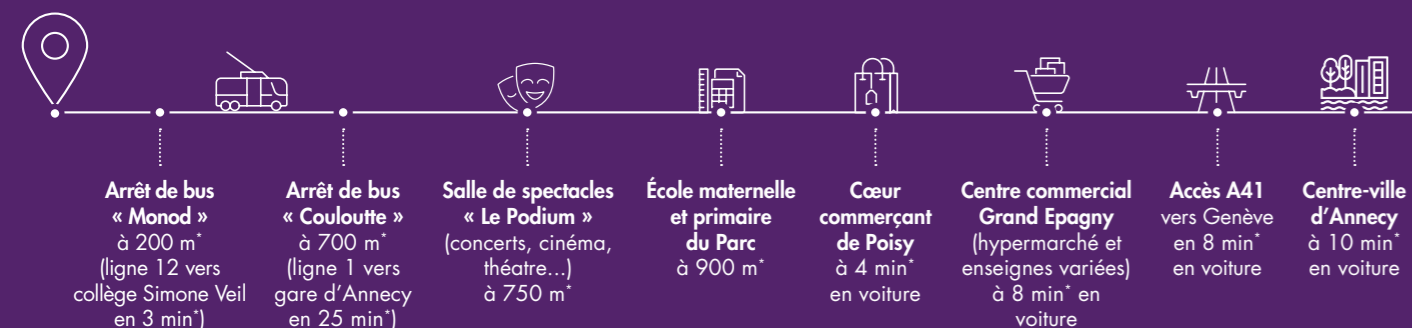 Arrêt de bus
« Monod »
à 200 m*
(ligne 12 vers
collège Simone Veil
en 3 min*)
Arrêt de bus
« Couloutte »
à 700 m*
(ligne 1 vers
gare d'Annecy
en 25 min*)
Salle de spectacles
« Le Podium »
(concerts, cinéma,
théatre...)
à 750 m*
École maternelle
et primaire
du Parc
à 900 m*
Cœur
commerçant
de Poisy
à 4 min*
en voiture
Centre commercial
Grand Epagny
(hypermarché et
enseignes variées)
à 8 min* en
voiture
Accès A41
vers Genève
en 8 min*
en voiture
Centre-ville
d'Annecy
à 10 min*
en voiture